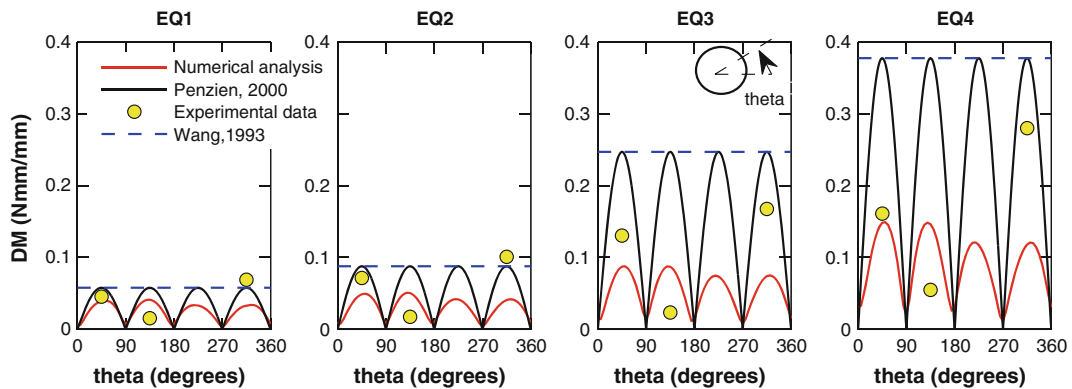 EQ1 EQ2 EQ3 EQ4
DM (Nmm/mm)
0.4 0.4 0.4 0.4
0.3 0.3 0.3 0.3
0.2 0.2 0.2 0.2
0.1 0.1 0.1 0.1
0 0 0 0
Numerical analysis
Penzien, 2000
Experimental data
Wang,1993
theta
0 90 180 270 360 0 90 180 270 360 0 90 180 270 360 0 90 180 270 360
theta (degrees) theta (degrees) theta (degrees) theta (degrees)